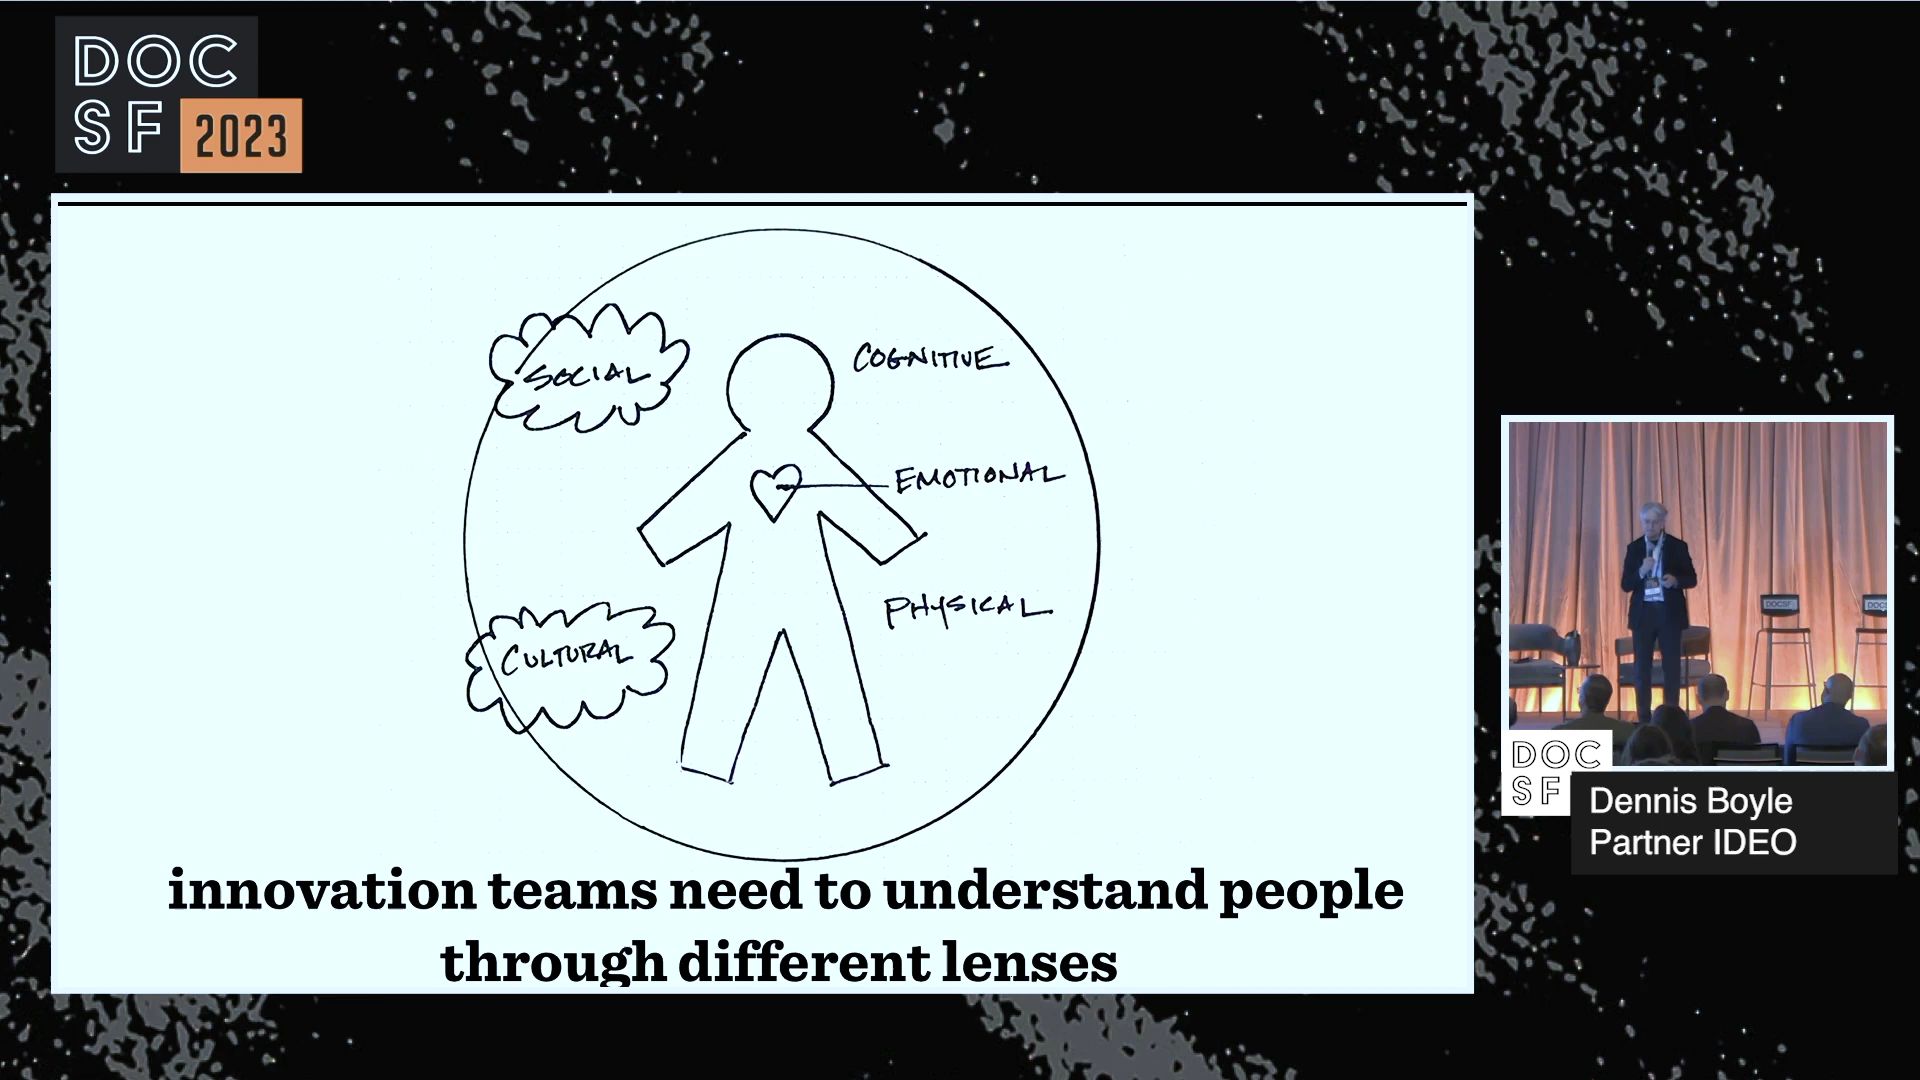 DOC
SF 2023
SOCIAL
COGNITIVE
EMOTIONAL
PHYSICAL
CULTURAL
innovation teams need to understand people
through different lenses
DOCSF
DOC
SF
Dennis Boyle
Partner IDEO